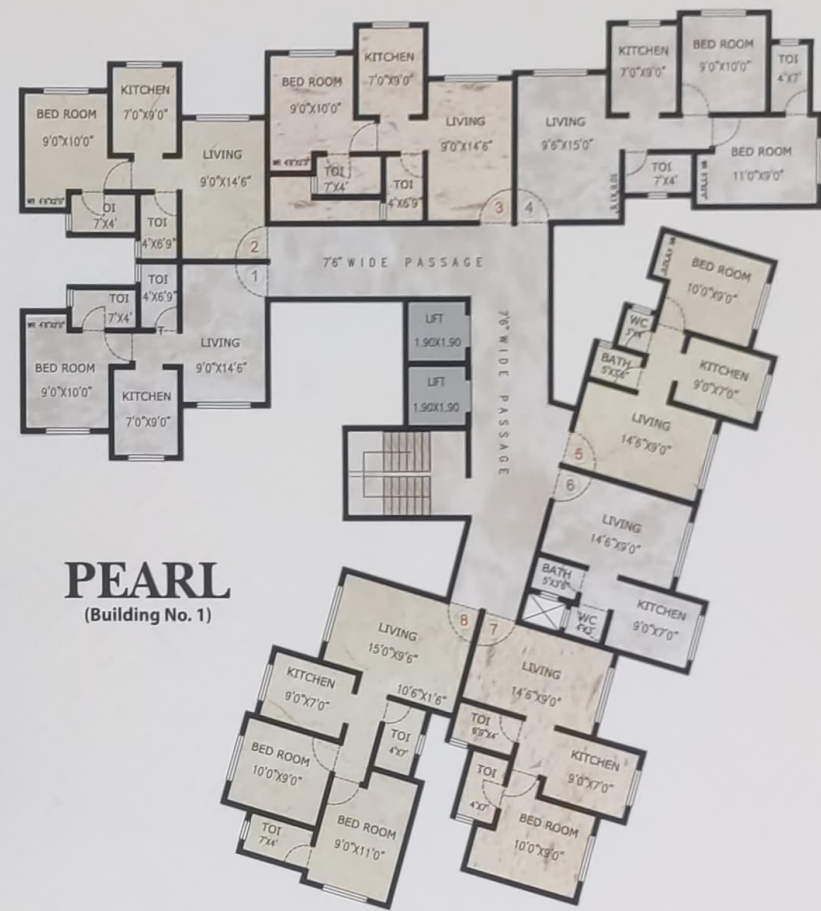 KITCHEN
7'0"X9'0"
BED ROOM
9'0"X10'0"
LIVING
9'0"X14'6"
7'X4'
TOI
4'X6'9"
2
BED ROOM
9'0"X10'0"
KITCHEN
7'0"X9'0"
LIVING
9'0"X14'6"
TOI
7'X4'
TOI
4'X6'9"
3
KITCHEN
7'0"X9'0"
BED ROOM
9'0"X10'0"
TOI
4'X7'
LIVING
9'6"X15'0"
BED ROOM
11'0"X9'0"
TOI
7'X4'
4
7'6" WIDE PASSAGE
1
TOI
4'X6'9"
TOI
7'X4'
LIVING
9'0"X14'6"
BED ROOM
9'0"X10'0"
KITCHEN
7'0"X9'0"
LIFT
1.90X1.90
LIFT
1.90X1.90
7'6" WIDE PASSAGE
BED ROOM
10'0"X9'0"
WC
BATH
KITCHEN
9'0"X7'0"
LIVING
14'6"X9'0"
5
6
LIVING
14'6"X9'0"
BATH
WC
KITCHEN
9'0"X7'0"
PEARL
(Building No. 1)
8
7
LIVING
15'0"X9'6"
10'6"X1'6"
KITCHEN
9'0"X7'0"
TOI
4'X7'
BED ROOM
10'0"X9'0"
TOI
7'X4'
BED ROOM
9'0"X11'0"
LIVING
14'6"X9'0"
TOI
KITCHEN
9'0"X7'0"
TOI
4'X7'
BED ROOM
10'0"X9'0"